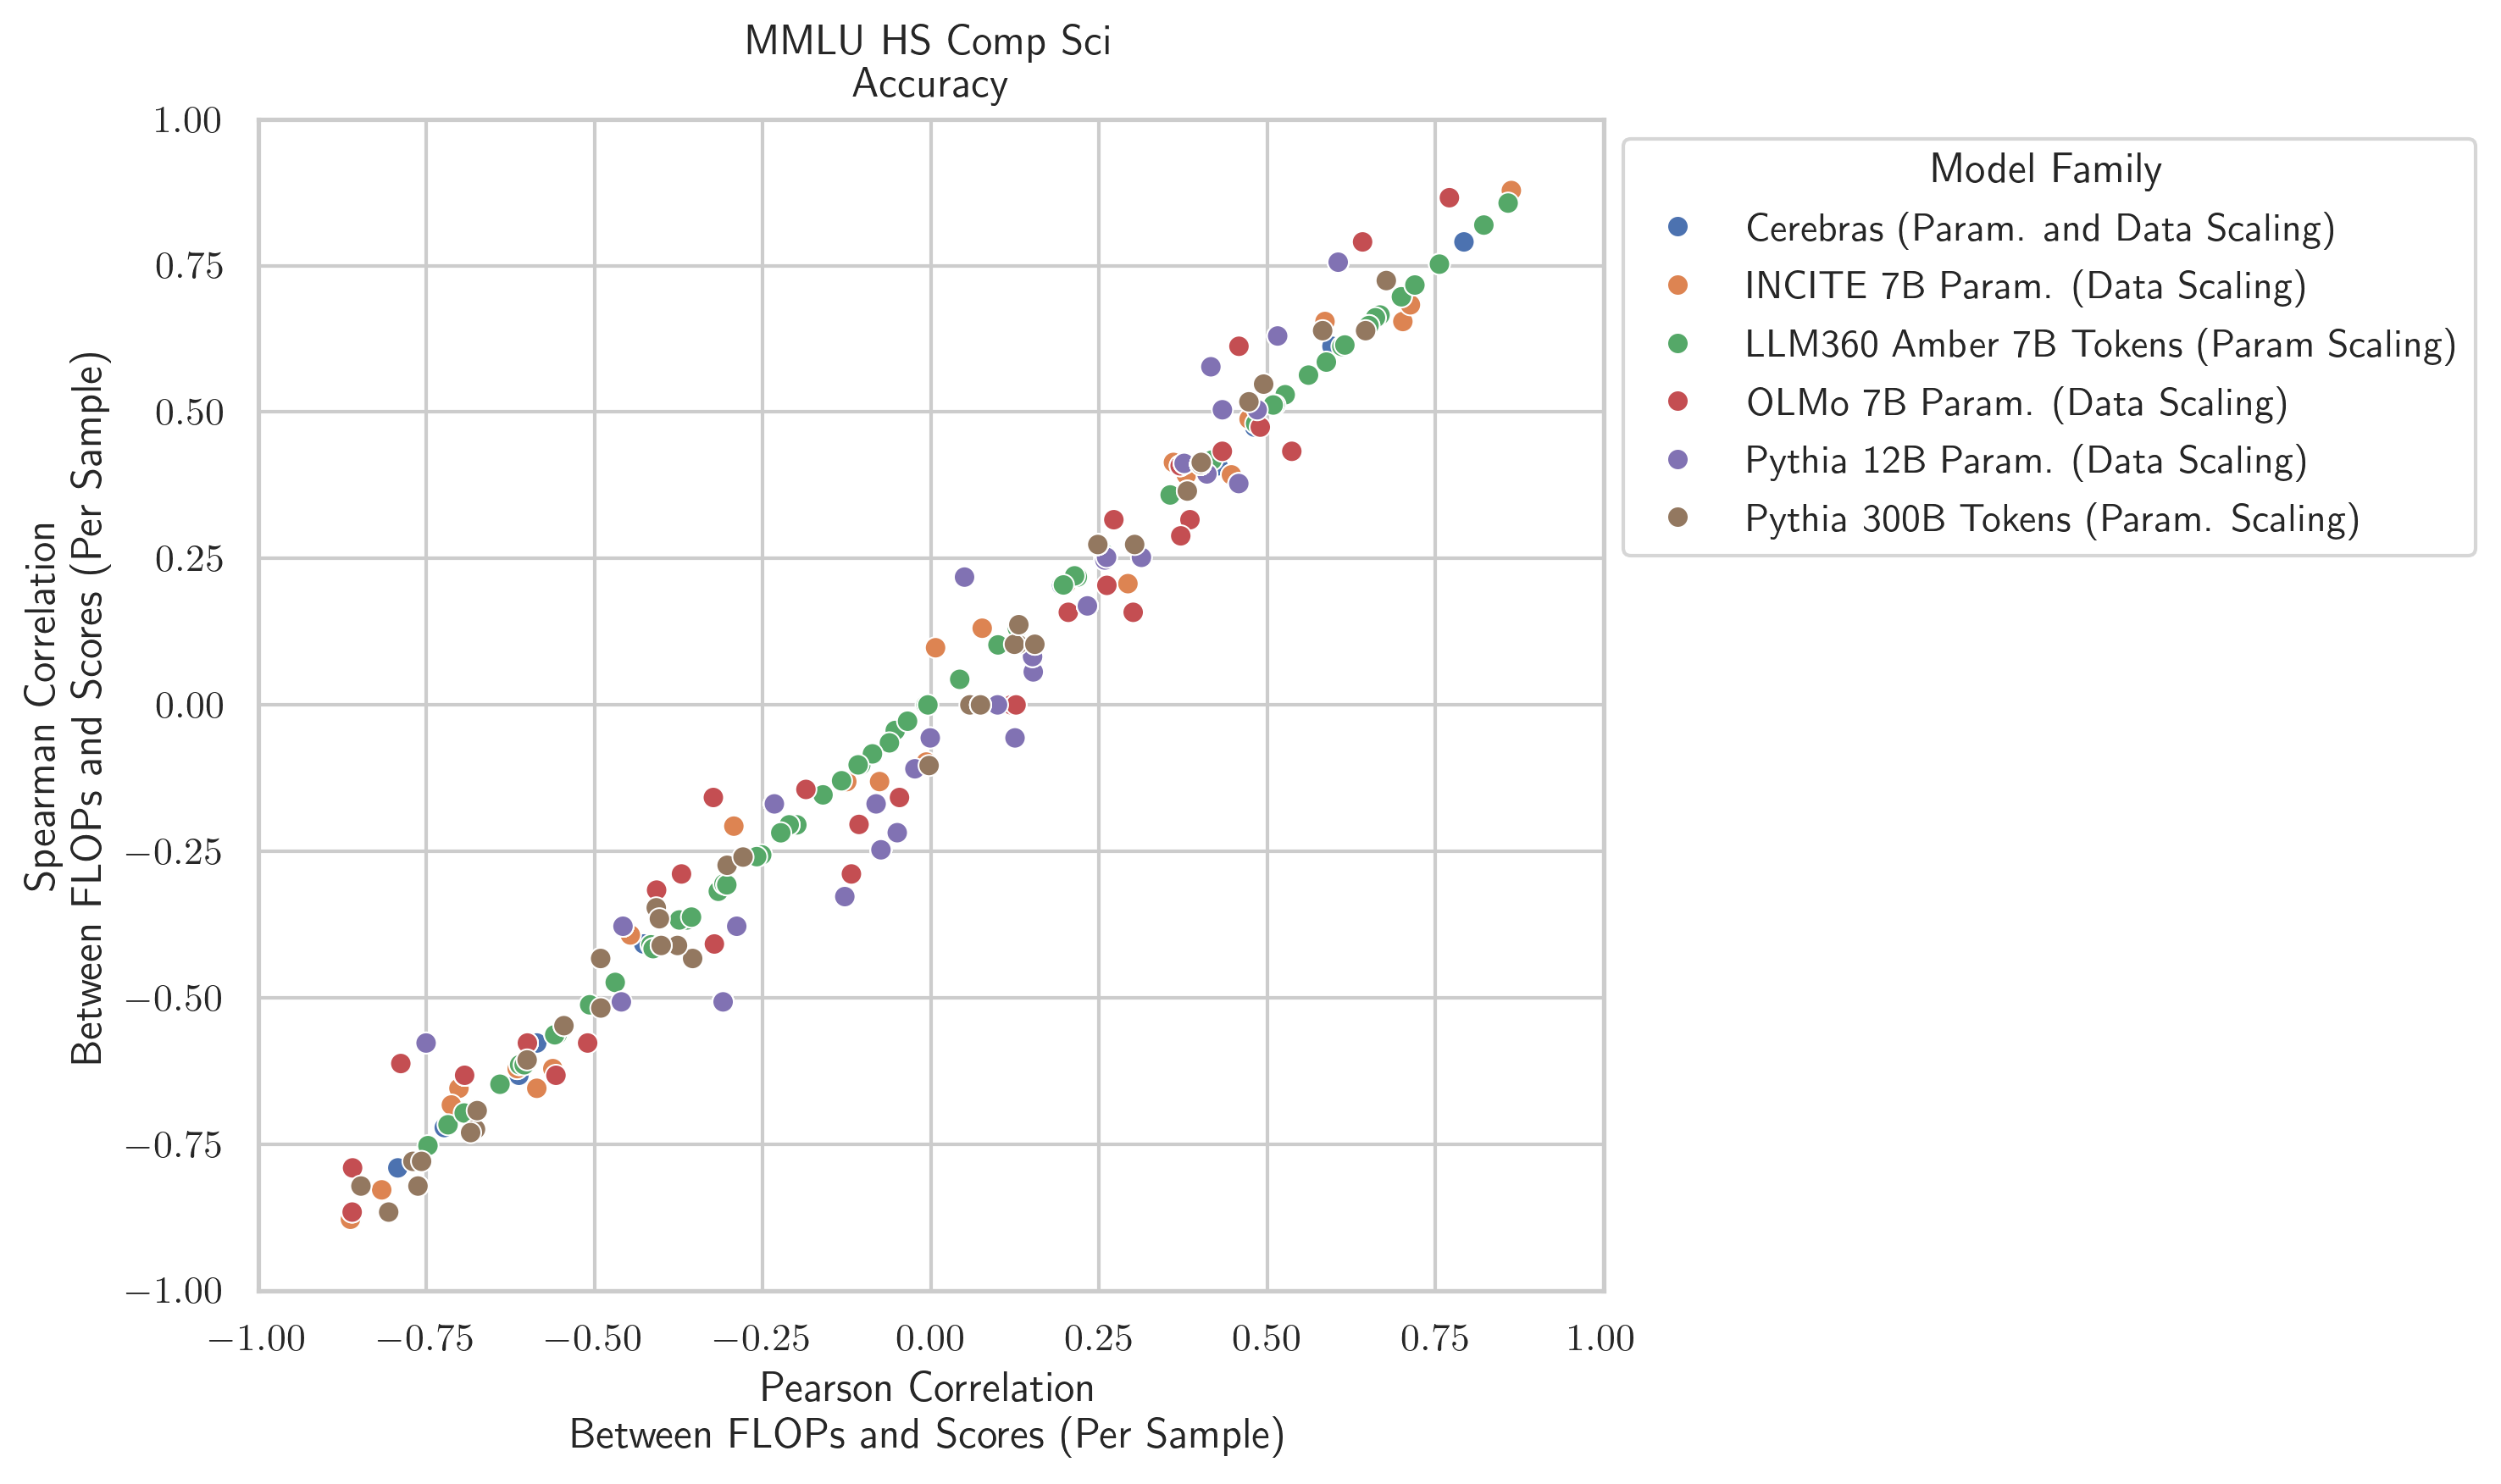 MMLU HS Comp Sci
Accuracy
1.00
0.75
0.50
0.25
0.00
−0.25
−0.50
−0.75
−1.00
Spearman Correlation
Between FLOPs and Scores (Per Sample)
−1.00 −0.75 −0.50 −0.25 0.00 0.25 0.50 0.75 1.00
Pearson Correlation
Between FLOPs and Scores (Per Sample)
Model Family
Cerebras (Param. and Data Scaling)
INCITE 7B Param. (Data Scaling)
LLM360 Amber 7B Tokens (Param Scaling)
OLMo 7B Param. (Data Scaling)
Pythia 12B Param. (Data Scaling)
Pythia 300B Tokens (Param. Scaling)